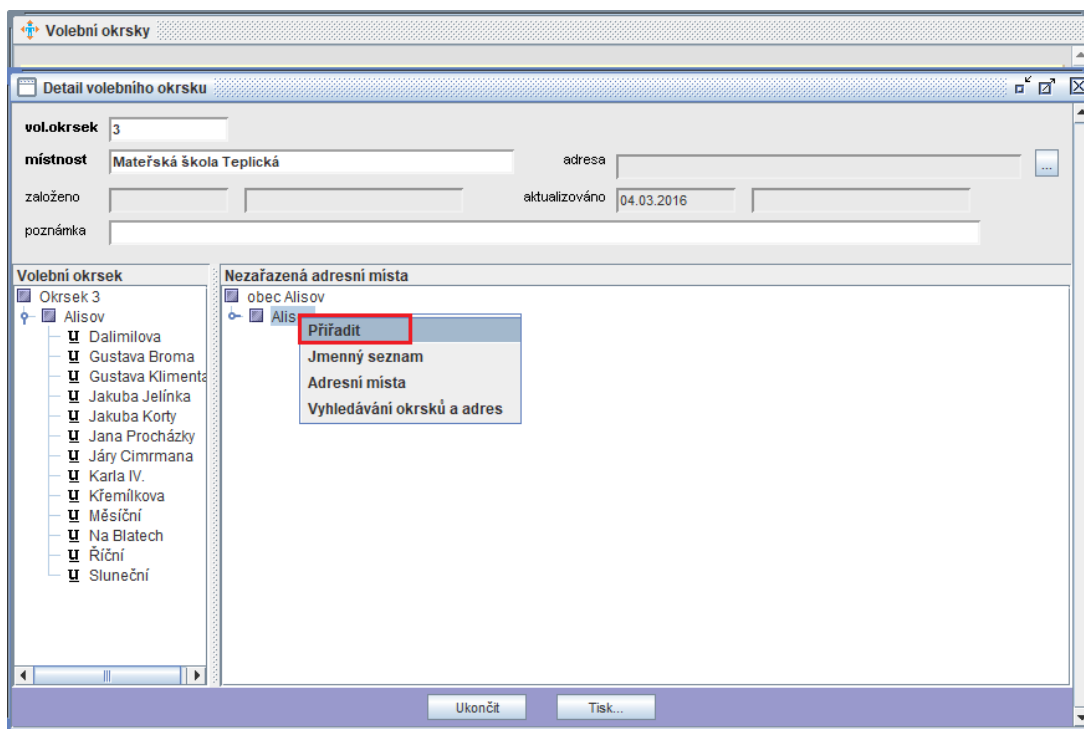 Volební okrsky
Detail volebního okrsku
vol.okrsek 3
místnost Mateřská škola Teplická adresa ...
založeno aktualizováno 04.03.2016
poznámka
Volební okrsek
Okrsek 3
Alisov
u Dalimilova
u Gustava Broma
u Gustava Klimenta
u Jakuba Jelínka
u Jakuba Korty
u Jana Procházky
u Járy Cimrmana
u Karla IV.
u Křemílkova
u Měsíční
u Na Blatech
u Říční
u Sluneční
Nezařazená adresní místa
obec Alisov
Alis
Přiřadit
Jmenný seznam
Adresní místa
Vyhledávání okrsků a adres
Ukončit Tisk...